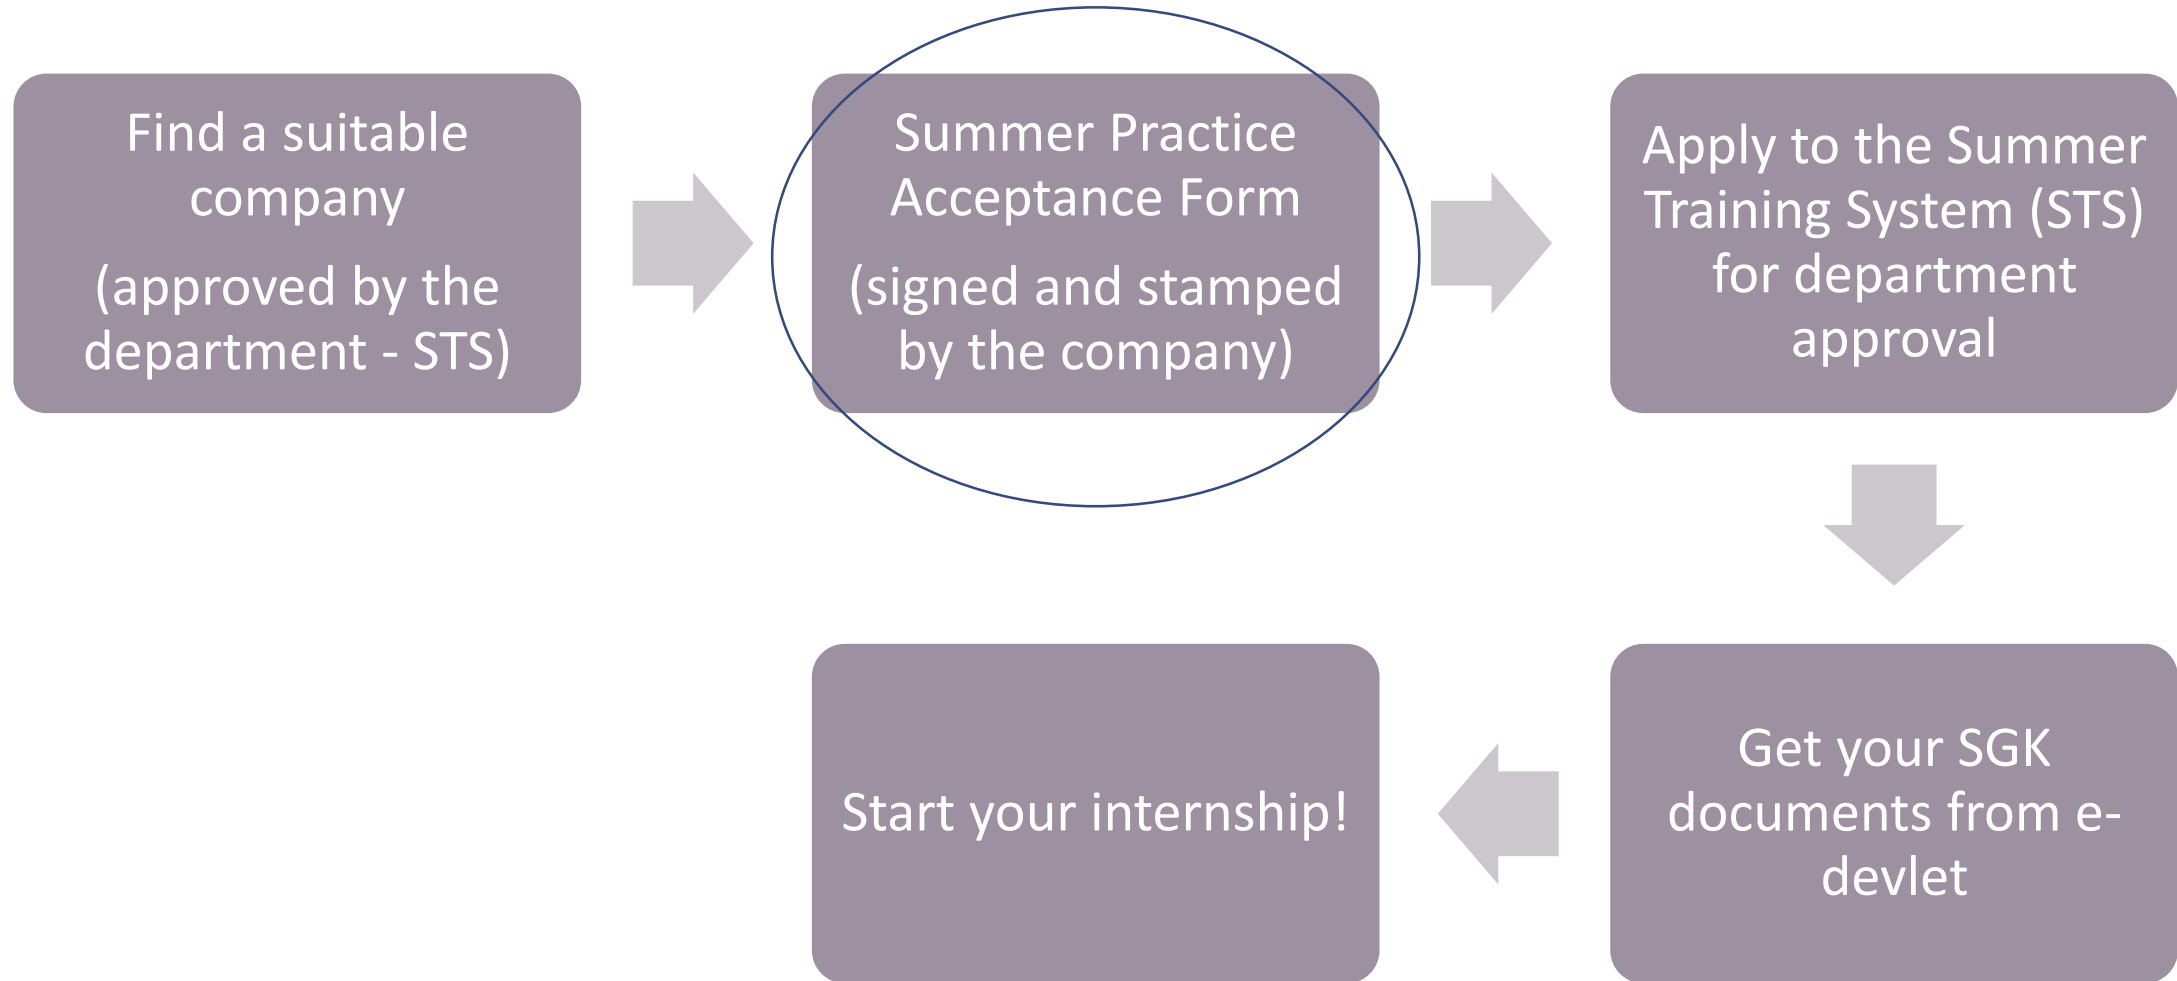 Find a suitable
company
(approved by the
department - STS)
Summer Practice
Acceptance Form
(signed and stamped
by the company)
Apply to the Summer
Training System (STS)
for department
approval
Get your SGK
documents from e-
devlet
Start your internship!